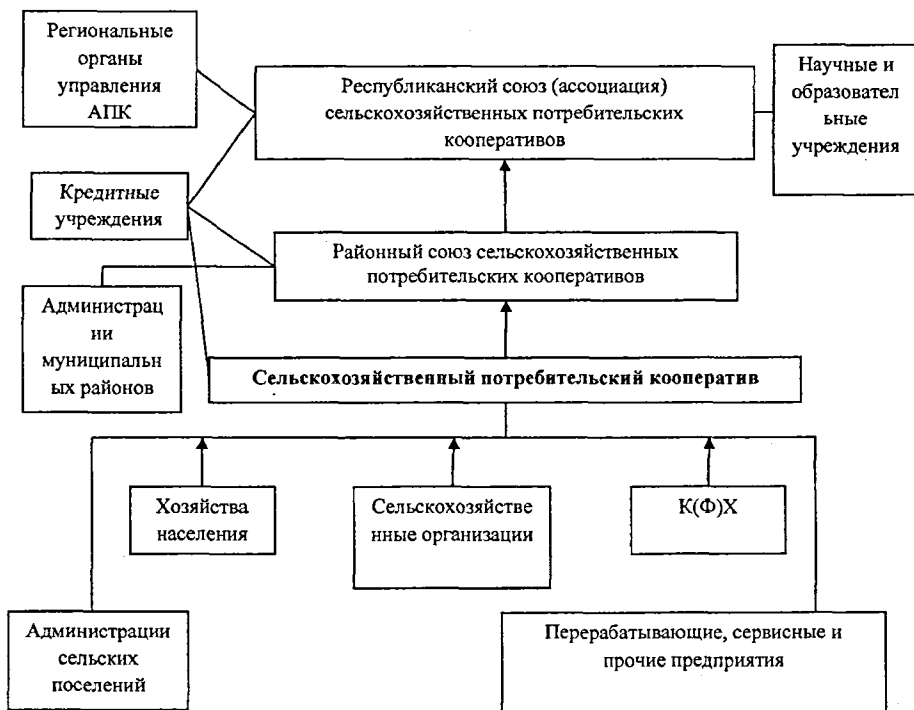 Региональные
органы
управления
АПК
Республиканский союз (ассоциация)
сельскохозяйственных потребительских
кооперативов
Научные и
образовател
ьные
учреждения
Кредитные
учреждения
Районный союз сельскохозяйственных
потребительских кооперативов
Администрац
ии
муниципальн
ых районов
Сельскохозяйственный потребительский кооператив
Хозяйства
населения
Сельскохозяйстве
нные организации
К(Ф)Х
Администрации
сельских
поселений
Перерабатывающие, сервисные и
прочие предприятия